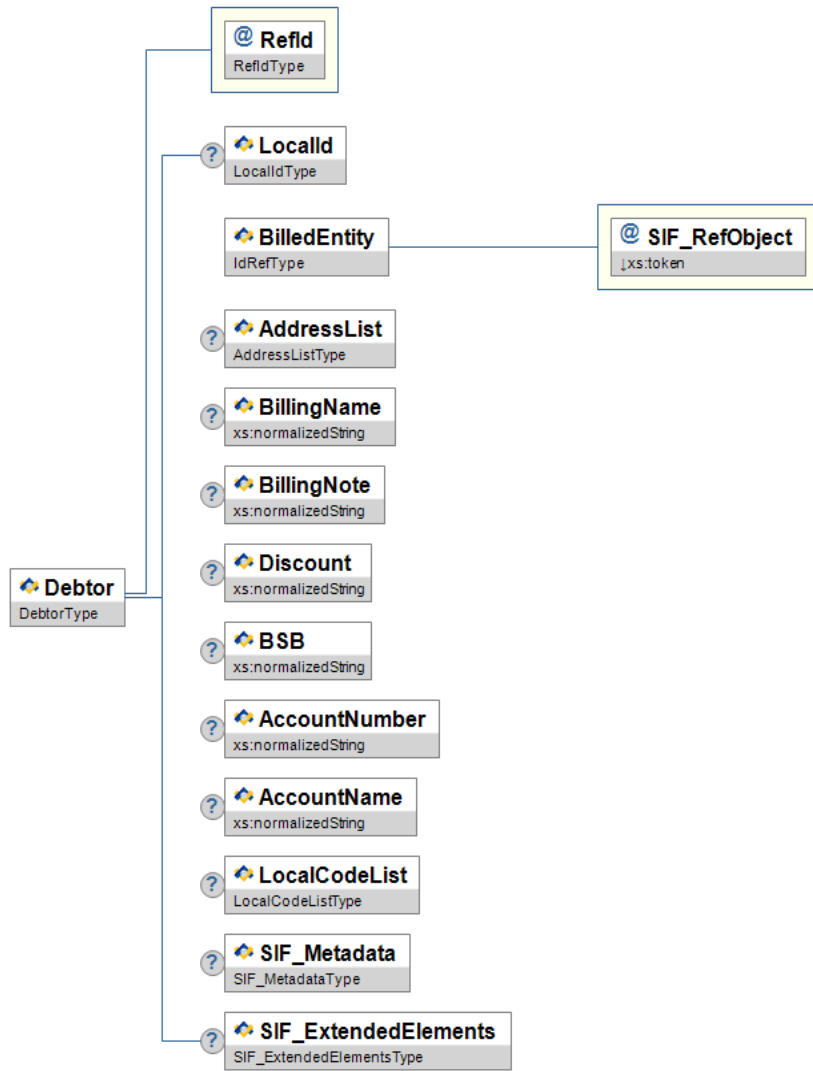 @ RefId
RefIdType
? LocalId
LocalIdType
BilledEntity
IdRefType
@ SIF_RefObject
↓xs:token
? AddressList
AddressListType
? BillingName
xs:normalizedString
? BillingNote
xs:normalizedString
? Discount
xs:normalizedString
Debtor
DebtorType
? BSB
xs:normalizedString
? AccountNumber
xs:normalizedString
? AccountName
xs:normalizedString
? LocalCodeList
LocalCodeListType
? SIF_Metadata
SIF_MetadataType
? SIF_ExtendedElements
SIF_ExtendedElementsType